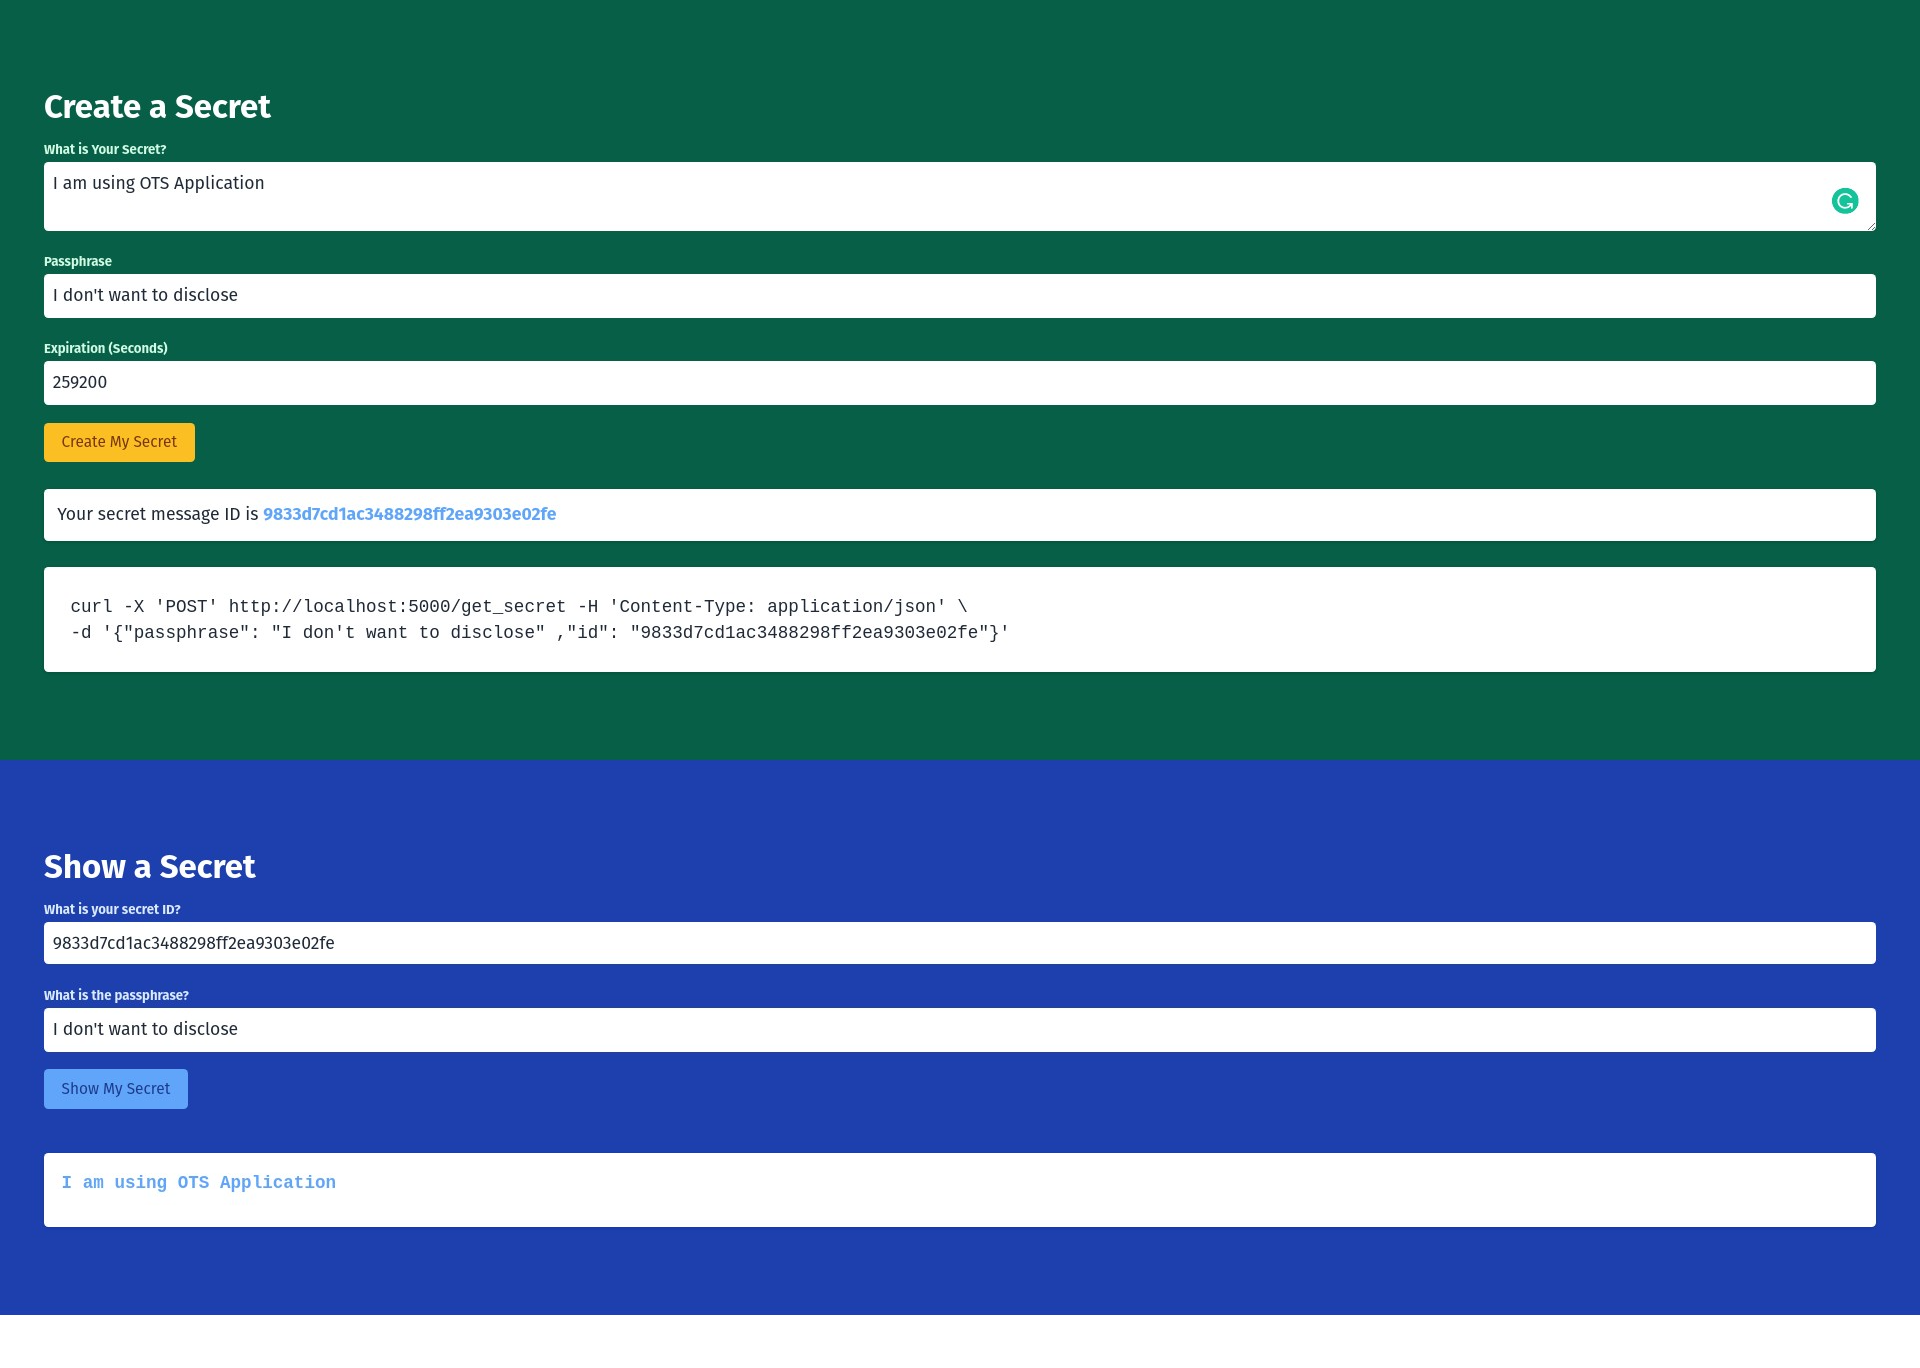 Create a Secret
What is Your Secret?
I am using OTS Application
Passphrase
I don't want to disclose
Expiration (Seconds)
259200
Create My Secret
Your secret message ID is 9833d7cd1ac3488298ff2ea9303e02fe
curl -X 'POST' http://localhost:5000/get_secret -H 'Content-Type: application/json' \
-d '{"passphrase": "I don't want to disclose" ,"id": "9833d7cd1ac3488298ff2ea9303e02fe"}'
Show a Secret
What is your secret ID?
9833d7cd1ac3488298ff2ea9303e02fe
What is the passphrase?
I don't want to disclose
Show My Secret
I am using OTS Application